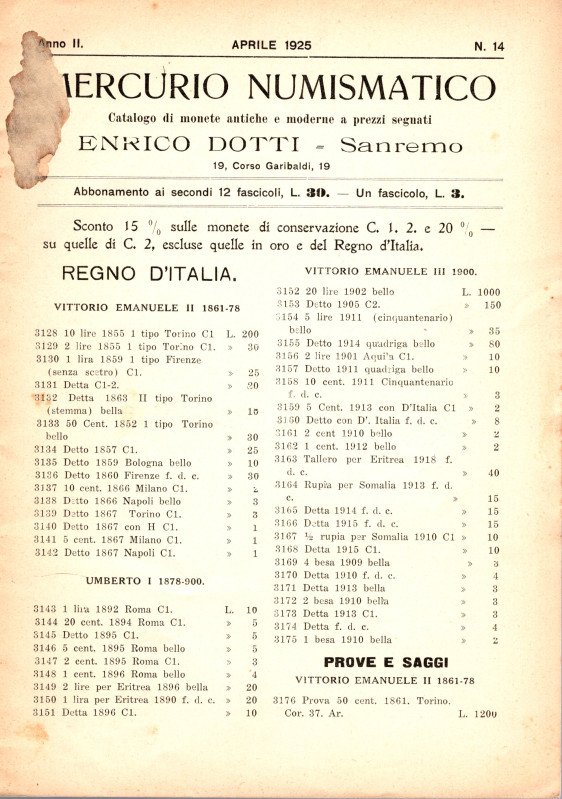 Anno II. APRILE 1925 N. 14
MERCURIO NUMISMATICO
Catalogo di monete antiche e moderne a prezzi segnati
ENRICO DOTTI - Sanremo
19, Corso Garibaldi, 19
Abbonamento ai secondi 12 fascicoli, L. 30. — Un fascicolo, L. 3.
Sconto 15 % sulle monete di conservazione C. 1. 2. e 20 % —
su quelle di C. 2, escluse quelle in oro e del Regno d'Italia.
REGNO D'ITALIA.
VITTORIO EMANUELE II 1861-78
3128 10 lire 1855 1 tipo Torino C1 L. 200
3129 2 lire 1855 1 tipo Torino C1. » 30
3130 1 lira 1859 1 tipo Firenze
(senza scetro) C1. » 25
3131 Detta C1-2. » 20
3132 Detta 1863 II tipo Torino
(stemma) bella » 15
3133 50 Cent. 1852 1 tipo Torino
bello » 30
3134 Detto 1857 C1. » 25
3135 Detto 1859 Bologna bello » 10
3136 Detto 1860 Firenze f. d. c. » 30
3137 10 cent. 1866 Milano C1. »
3138 Detto 1866 Napoli bello » 3
3139 Detto 1867 Torino C1. » 3
3140 Detto 1867 con H C1. » 1
3141 5 cent. 1867 Milano C1. » 1
3142 Detto 1867 Napoli C1. » 1
UMBERTO I 1878-900.
3143 1 lira 1892 Roma C1. L. 10
3144 20 cent. 1894 Roma C1. » 5
3145 Detto 1895 C1. » 5
3146 5 cent. 1895 Roma bello » 5
3147 2 cent. 1895 Roma C1. » 3
3148 1 cent. 1896 Roma bello » 4
3149 2 lire per Eritrea 1896 bella » 20
3150 1 lira per Eritrea 1890 f. d. c. » 20
3151 Detta 1896 C1. » 10
VITTORIO EMANUELE III 1900.
3152 20 lire 1902 bello L. 1000
3153 Detto 1905 C2. » 150
3154 5 lire 1911 (cinquantenario)
bello » 35
3155 Detto 1914 quadriga bello » 80
3156 2 lire 1901 Aqui'a C1. » 10
3157 Detto 1911 quadriga bello » 10
3158 10 cent. 1911 Cinquantenario
f. d. c. » 3
3159 5 Cent. 1913 con D'Italia C1 » 2
3160 Detto con D'. Italia f. d. c. » 8
3161 2 cent 1910 bello » 2
3162 1 cent. 1912 bello » 2
3163 Tallero per Eritrea 1918 f.
d. c. » 40
3164 Rupia per Somalia 1913 f. d.
c. » 15
3165 Detta 1914 f. d. c. » 15
3166 Detta 1915 f. d. c. » 15
3167 ½ rupia per Somalia 1910 C1 » 10
3168 Detta 1915 C1. » 10
3169 4 besa 1909 bella » 3
3170 Detta 1910 f. d. c. » 4
3171 Detta 1913 bella » 3
3172 2 besa 1910 bella » 3
3173 Detta 1913 C1. » 3
3174 Detta f. d. c. » 4
3175 1 besa 1910 bella » 2
PROVE E SAGGI
VITTORIO EMANUELE II 1861-78
3176 Prova 50 cent. 1861. Torino.
Cor. 37. Ar. L. 1200